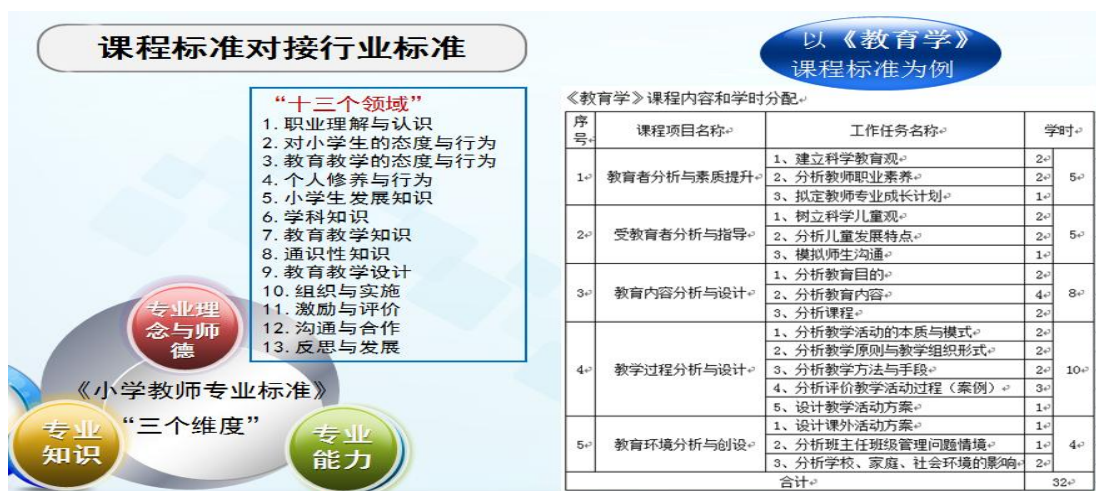 课程标准对接行业标准
“十三个领域”
1. 职业理解与认识
2. 对小学生的态度与行为
3. 教育教学的态度与行为
4. 个人修养与行为
5. 小学生发展知识
6. 学科知识
7. 教育教学知识
8. 通识性知识
9. 教育教学设计
10. 组织与实施
11. 激励与评价
12. 沟通与合作
13. 反思与发展
专业理
念与师
德
《小学教师专业标准》
“三个维度”
专业
知识
专业
能力
以《教育学》
课程标准为例
《教育学》课程内容和学时分配
序号 课程项目名称 工作任务名称 学时
1 教育者分析与素质提升 5
1、建立科学教育观 2
2、分析教师职业素养 2
3、拟定教师专业成长计划 1
2 受教育者分析与指导 5
1、树立科学儿童观 2
2、分析儿童发展特点 2
3、模拟师生沟通 1
3 教育内容分析与设计 8
1、分析教育目的 2
2、分析教育内容 4
3、分析课程 2
4 教学过程分析与设计 10
1、分析教学活动的本质与模式 2
2、分析教学原则与教学组织形式 2
3、分析教学方法与手段 2
4、分析评价教学活动过程（案例） 3
5、设计教学活动方案 1
5 教育环境分析与创设 4
1、设计课外活动方案 1
2、分析班主任班级管理问题情境 1
3、分析学校、家庭、社会环境的影响 2
合计 32